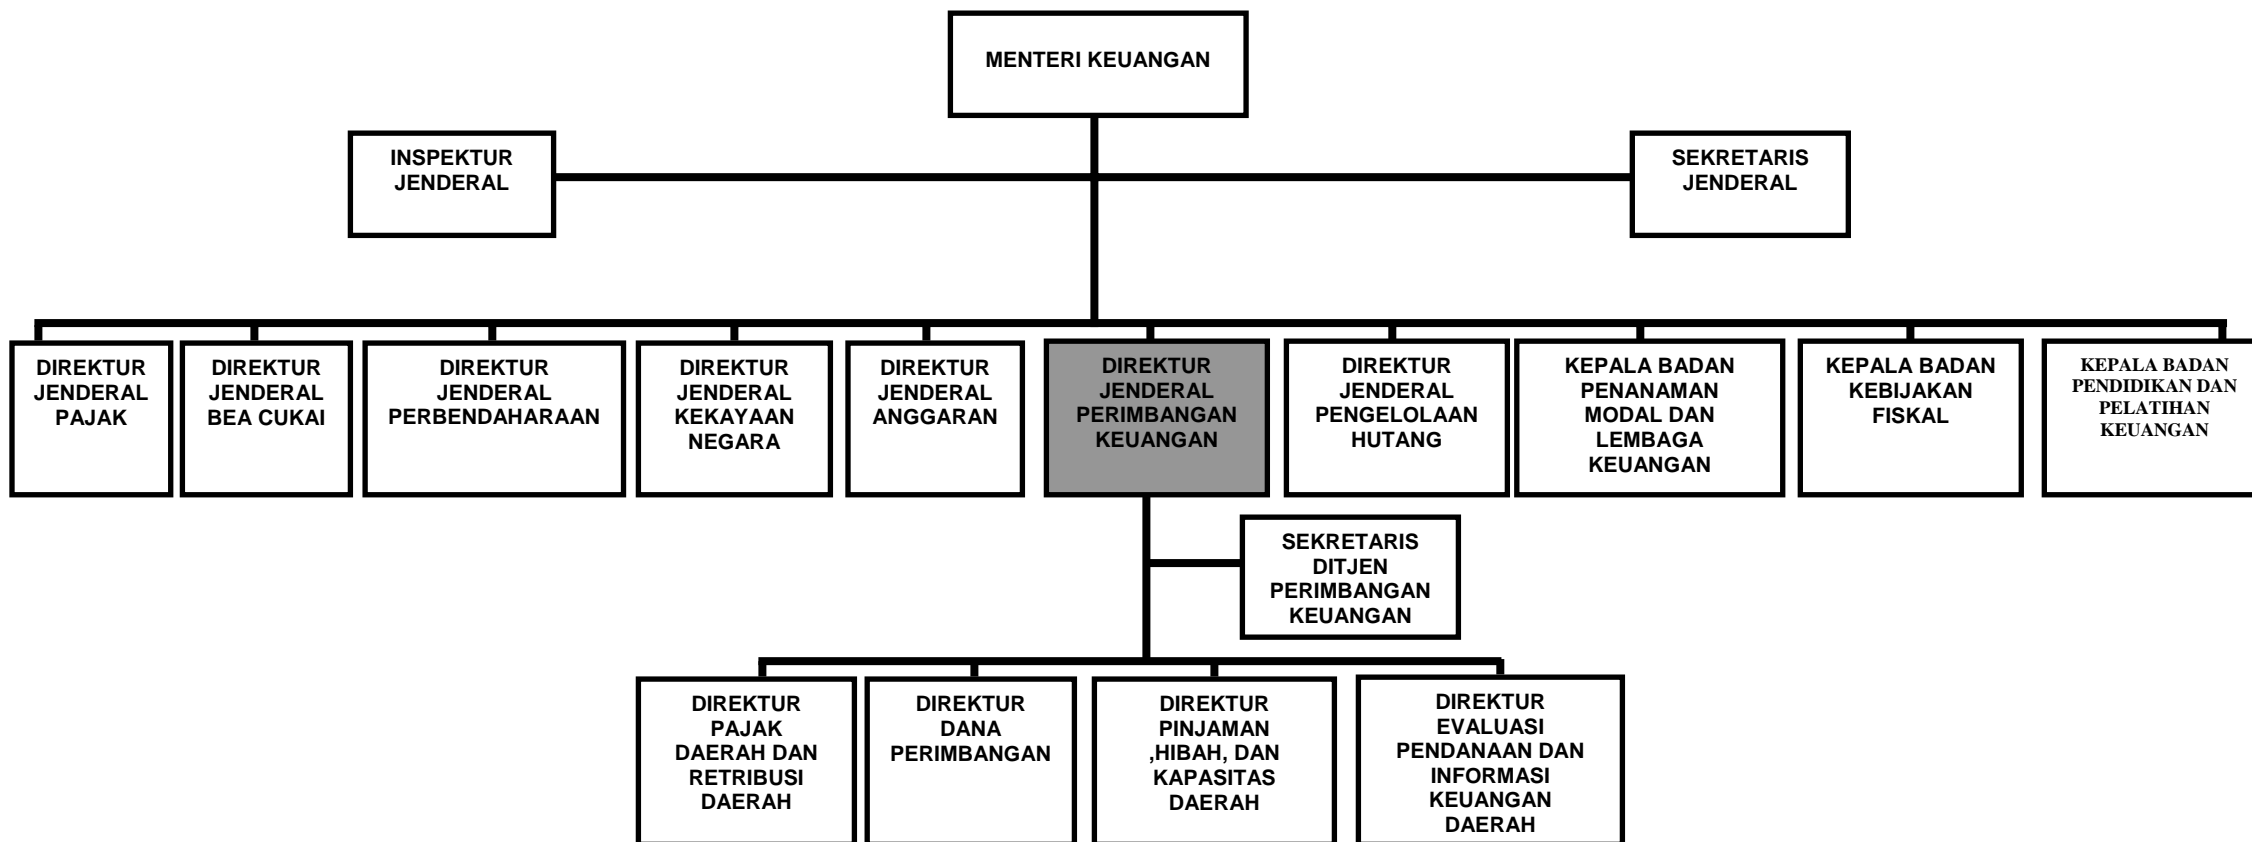 MENTERI KEUANGAN
INSPEKTUR
JENDERAL
SEKRETARIS
JENDERAL
DIREKTUR
JENDERAL
PAJAK
DIREKTUR
JENDERAL
BEA CUKAI
DIREKTUR
JENDERAL
PERBENDAHARAAN
DIREKTUR
JENDERAL
KEKAYAAN
NEGARA
DIREKTUR
JENDERAL
ANGGARAN
DIREKTUR
JENDERAL
PERIMBANGAN
KEUANGAN
DIREKTUR
JENDERAL
PENGELOLAAN
HUTANG
KEPALA BADAN
PENANAMAN
MODAL DAN
LEMBAGA
KEUANGAN
KEPALA BADAN
KEBIJAKAN
FISKAL
KEPALA BADAN
PENDIDIKAN DAN
PELATIHAN
KEUANGAN
SEKRETARIS
DITJEN
PERIMBANGAN
KEUANGAN
DIREKTUR
PAJAK
DAERAH DAN
RETRIBUSI
DAERAH
DIREKTUR
DANA
PERIMBANGAN
DIREKTUR
PINJAMAN
,HIBAH, DAN
KAPASITAS
DAERAH
DIREKTUR
EVALUASI
PENDANAAN DAN
INFORMASI
KEUANGAN
DAERAH